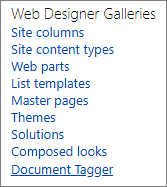 Web Designer Galleries
Site columns
Site content types
Web parts
List templates
Master pages
Themes
Solutions
Composed looks
Document Tagger